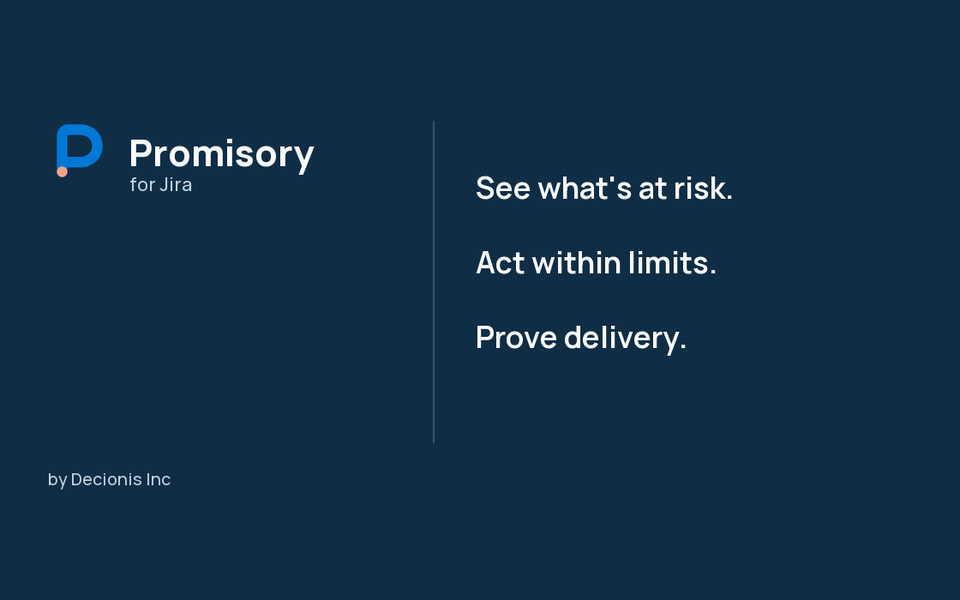 Promisory
for Jira
See what's at risk.
Act within limits.
Prove delivery.
by Decionis Inc